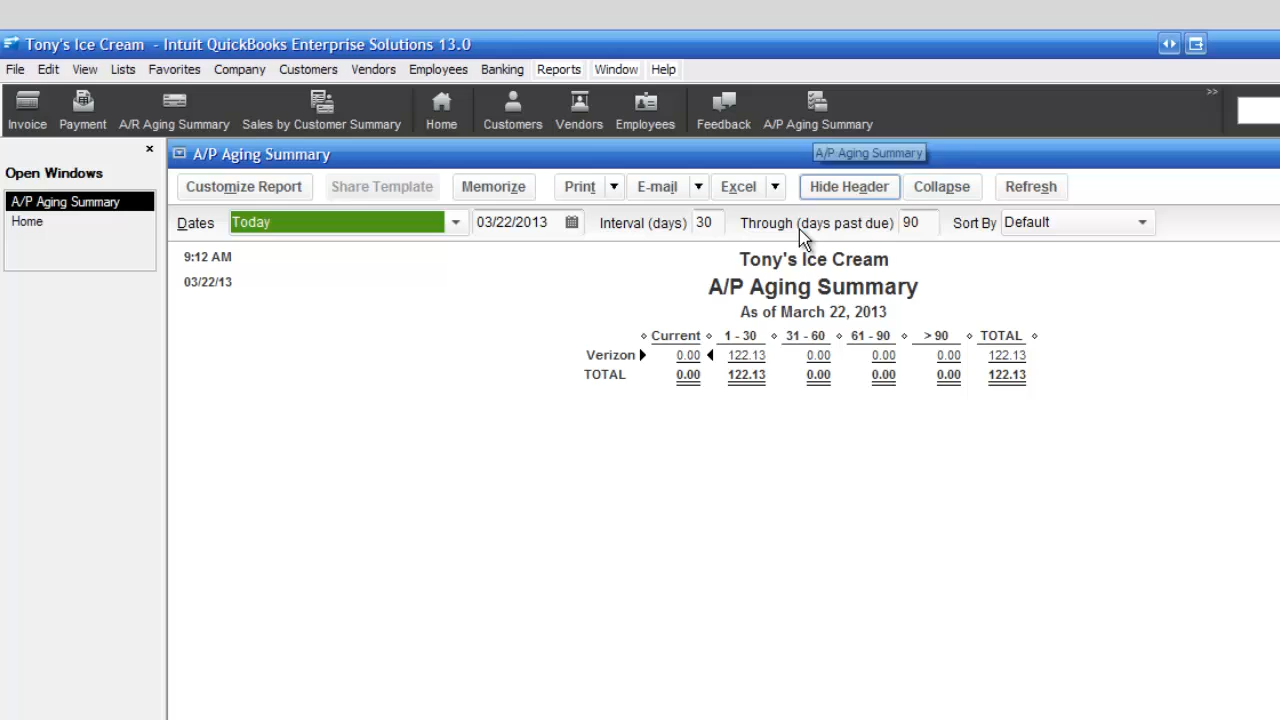 Tony's Ice Cream - Intuit QuickBooks Enterprise Solutions 13.0
File Edit View Lists Favorites Company Customers Vendors Employees Banking Reports Window Help
Invoice Payment A/R Aging Summary Sales by Customer Summary Home Customers Vendors Employees Feedback A/P Aging Summary >>
Open Windows ×
A/P Aging Summary
Home
A/P Aging Summary
A/P Aging Summary
Customize Report Share Template Memorize Print E-mail Excel Hide Header Collapse Refresh
Dates Today 03/22/2013 Interval (days) 30 Through (days past due) 90 Sort By Default
9:12 AM
03/22/13
Tony's Ice Cream
A/P Aging Summary
As of March 22, 2013
Current 1 - 30 31 - 60 61 - 90 > 90 TOTAL
Verizon 0.00 122.13 0.00 0.00 0.00 122.13
TOTAL 0.00 122.13 0.00 0.00 0.00 122.13